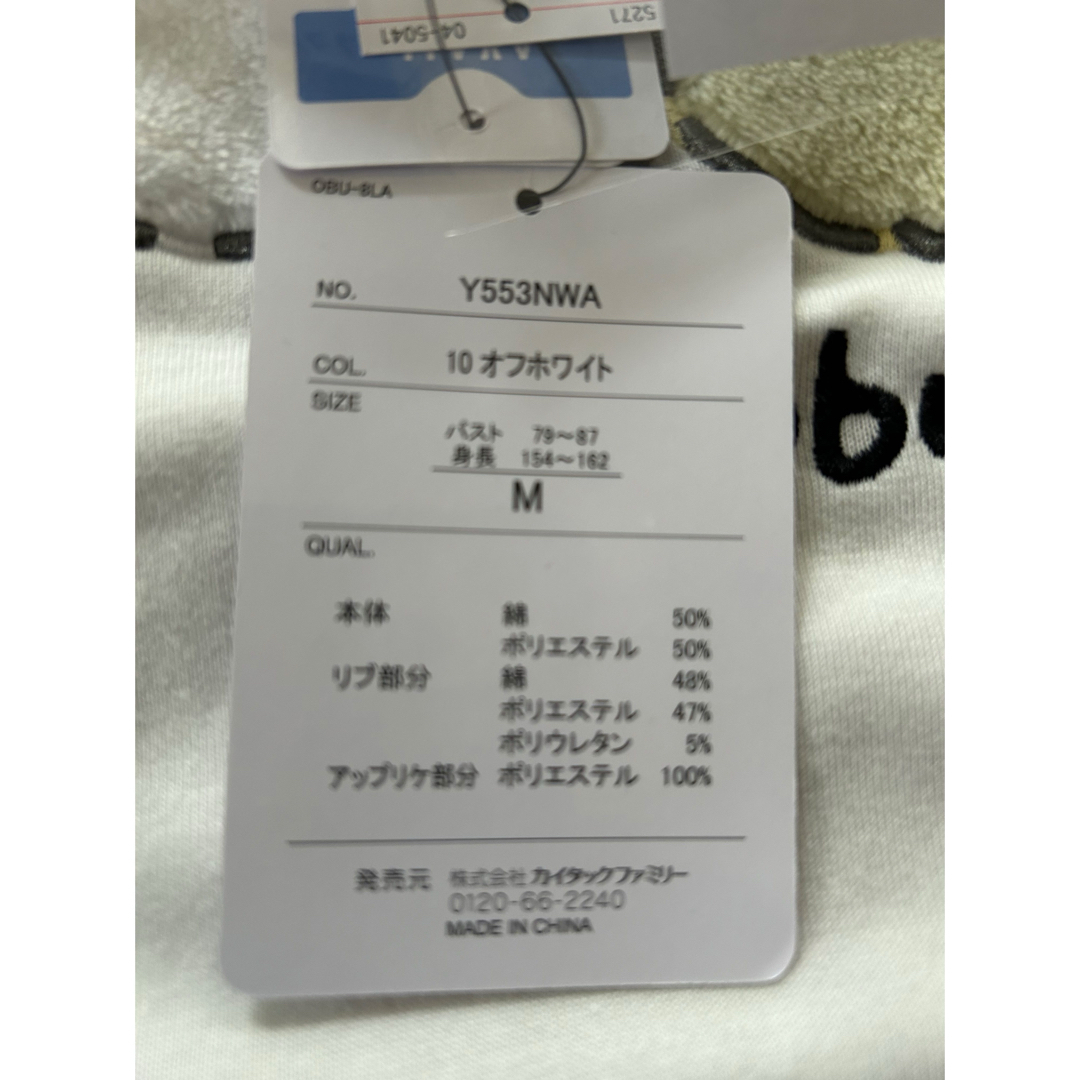 5271
04-5041
OBU-8LA
NO. Y553NWA
COL. 10 オフホワイト
SIZE
バスト 79～87
身長 154～162
M
QUAL.
本体 綿 50%
ポリエステル 50%
リブ部分 綿 48%
ポリエステル 47%
ポリウレタン 5%
アップリケ部分 ポリエステル 100%
発売元 株式会社カイタックファミリー
0120-66-2240
MADE IN CHINA